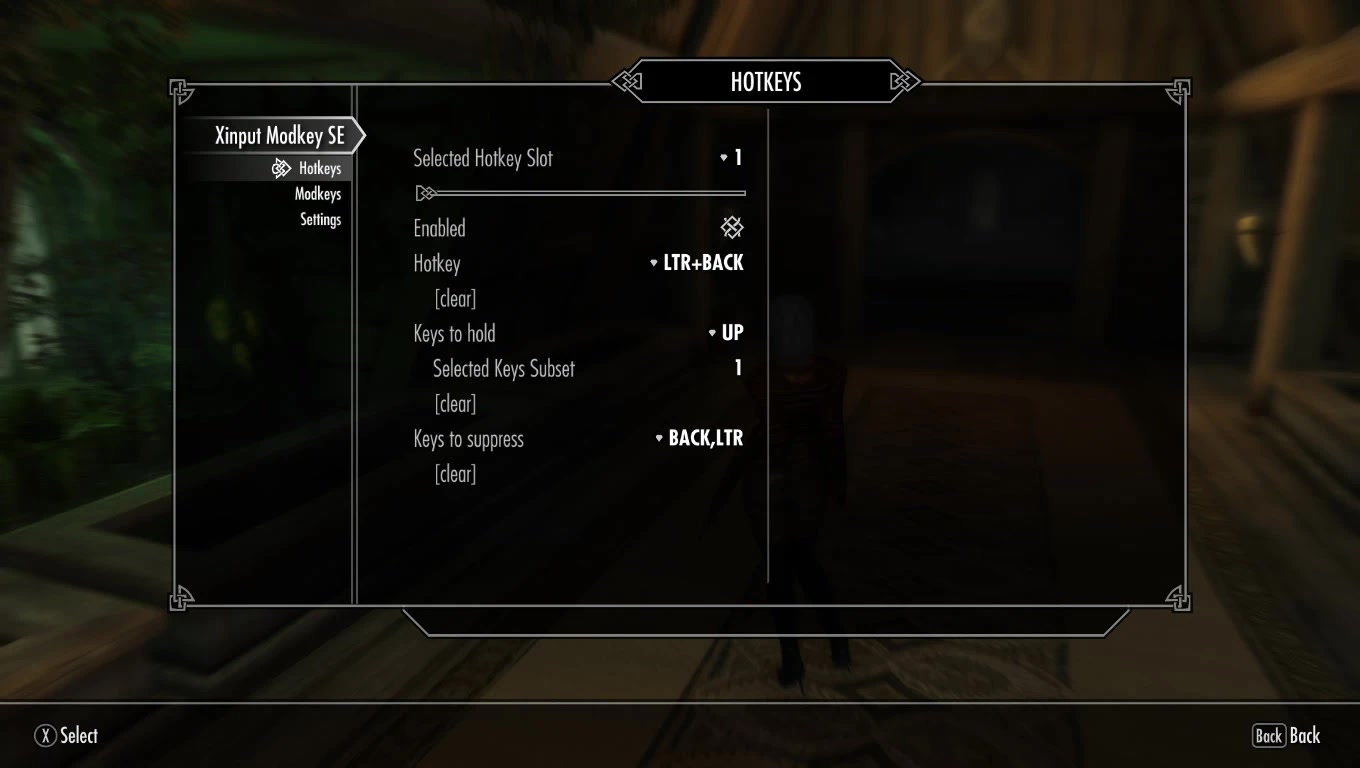 HOTKEYS
Xinput Modkey SE
Hotkeys
Modkeys
Settings
Selected Hotkey Slot 1
Enabled
Hotkey LTR+BACK
[clear]
Keys to hold UP
Selected Keys Subset 1
[clear]
Keys to suppress BACK,LTR
[clear]
X Select
Back Back